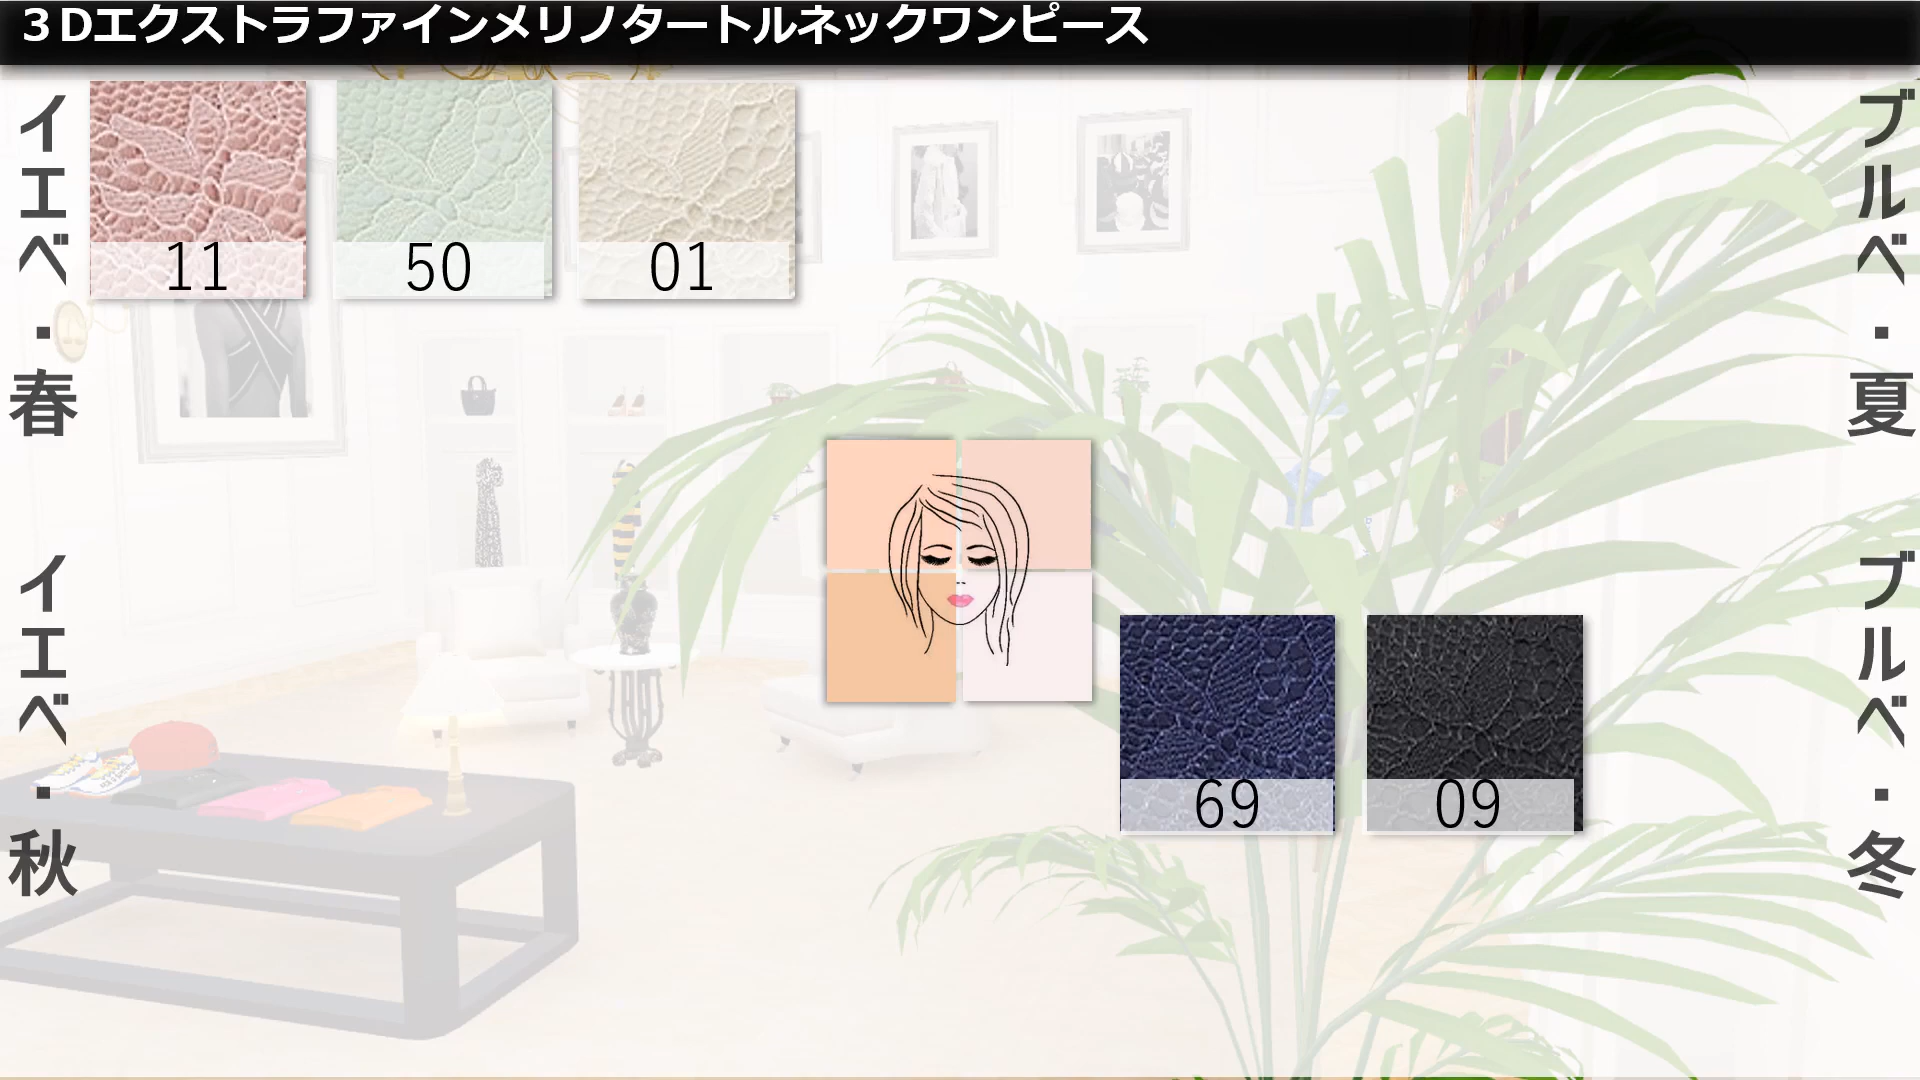 ３Dエクストラファインメリノタートルネックワンピース
イエベ・春
11
50
01
ブルベ・夏
イエベ・秋
69
09
ブルベ・冬